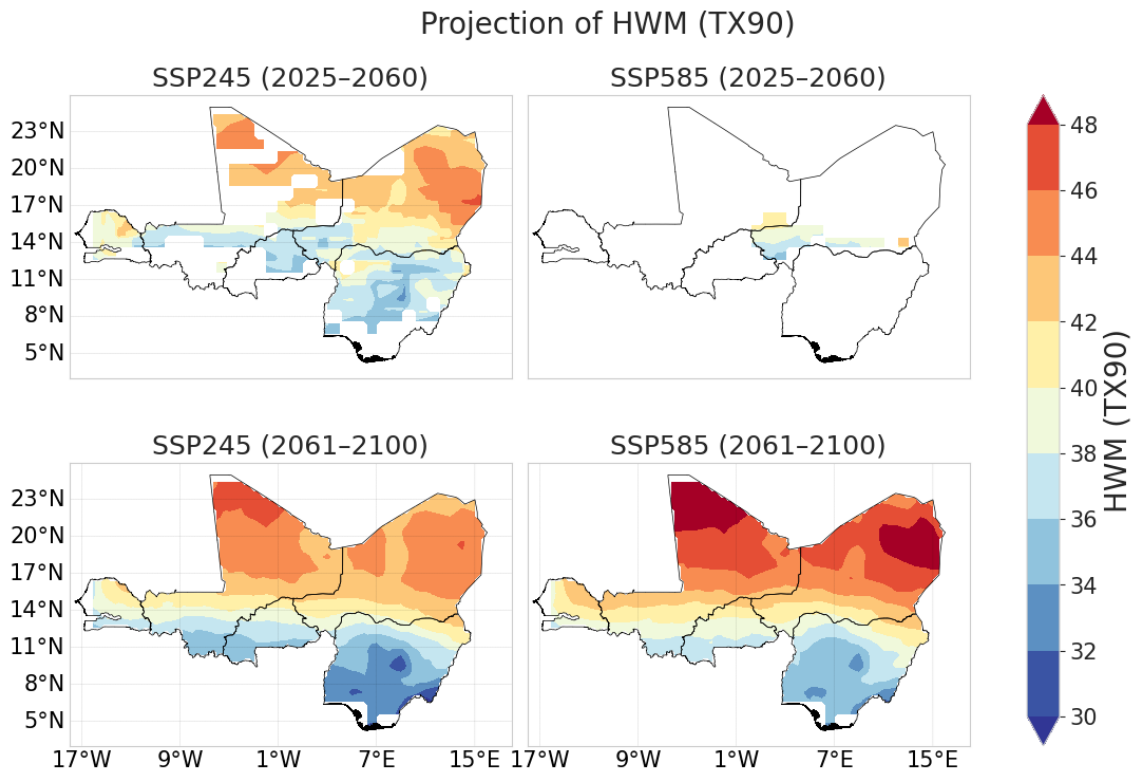 Projection of HWM (TX90)
SSP245 (2025–2060)
SSP585 (2025–2060)
23°N
20°N
17°N
14°N
11°N
8°N
5°N
SSP245 (2061–2100)
SSP585 (2061–2100)
23°N
20°N
17°N
14°N
11°N
8°N
5°N
17°W 9°W 1°W 7°E 15°E 17°W 9°W 1°W 7°E 15°E
48
46
44
42
40
38
36
34
32
30
HWM (TX90)